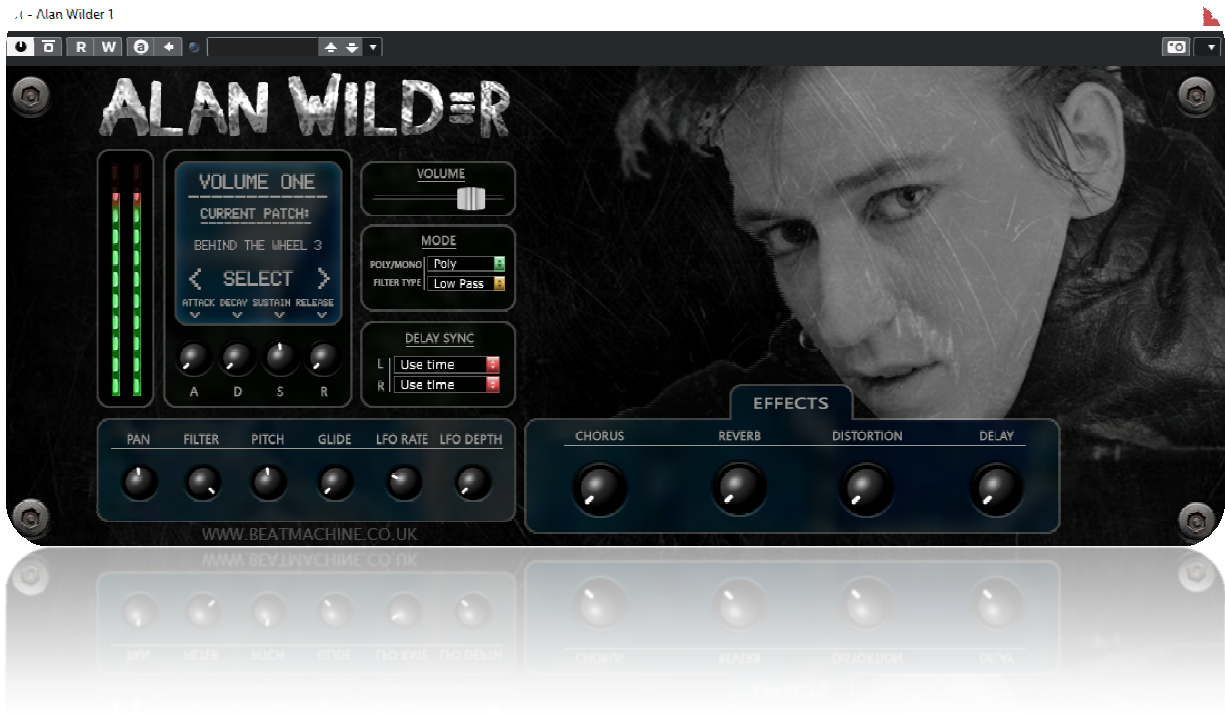 - Alan Wilder 1
R W a
ALAN WILDER
VOLUME ONE
CURRENT PATCH:
BEHIND THE WHEEL 3
< SELECT >
ATTACK DECAY SUSTAIN RELEASE
A D S R
VOLUME
MODE
POLY/MONO Poly
FILTER TYPE Low Pass
DELAY SYNC
L Use time
R Use time
PAN FILTER PITCH GLIDE LFO RATE LFO DEPTH
EFFECTS
CHORUS REVERB DISTORTION DELAY
WWW.BEATMACHINE.CO.UK